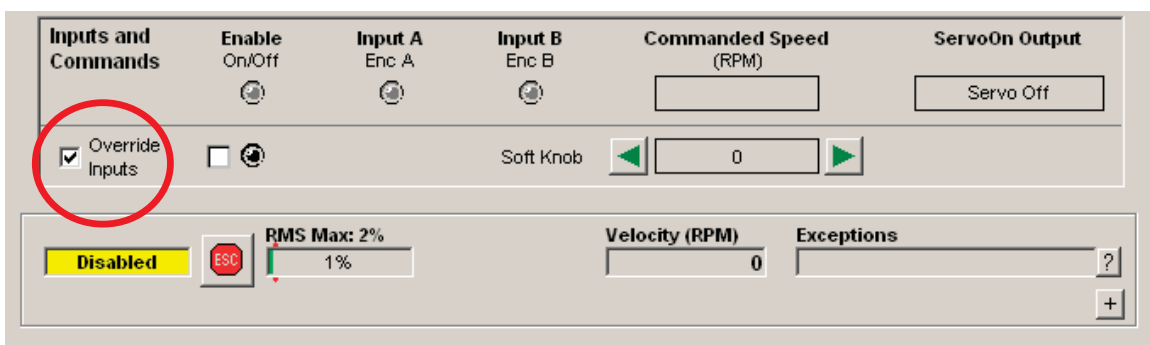 Inputs and Commands
Enable
On/Off
Input A
Enc A
Input B
Enc B
Commanded Speed
(RPM)
ServoOn Output
Servo Off
Override
Inputs
Soft Knob
0
Disabled
ESC
RMS Max: 2%
1%
Velocity (RPM)
0
Exceptions
?
+